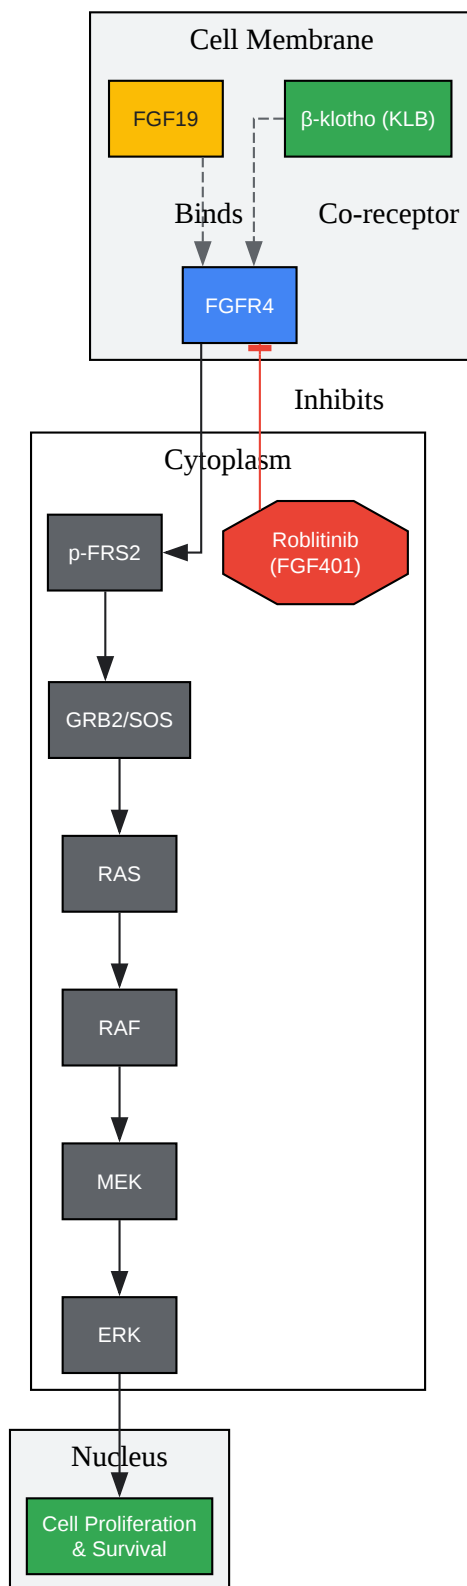 Cell Membrane
FGF19
β-klotho (KLB)
Binds
Co-receptor
FGFR4
Inhibits
Cytoplasm
p-FRS2
Roblitinib
(FGF401)
GRB2/SOS
RAS
RAF
MEK
ERK
Nucleus
Cell Proliferation
& Survival